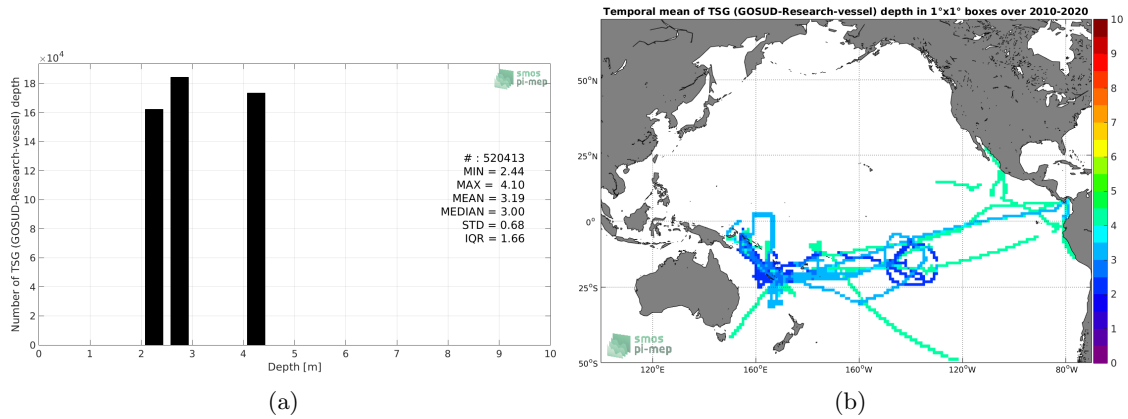 ×10⁴
18
16
14
12
10
8
6
4
2
0
Number of TSG (GOSUD-Research-vessel) depth
smos
pi-mep
# : 520413
MIN = 2.44
MAX = 4.10
MEAN = 3.19
MEDIAN = 3.00
STD = 0.68
IQR = 1.66
0 1 2 3 4 5 6 7 8 9 10
Depth [m]
(a)
Temporal mean of TSG (GOSUD-Research-vessel) depth in 1°x1° boxes over 2010-2020
50°N
25°N
0°
25°S
50°S
120°E 160°E 160°W 120°W 80°W
smos
pi-mep
10
9
8
7
6
5
4
3
2
1
0
(b)